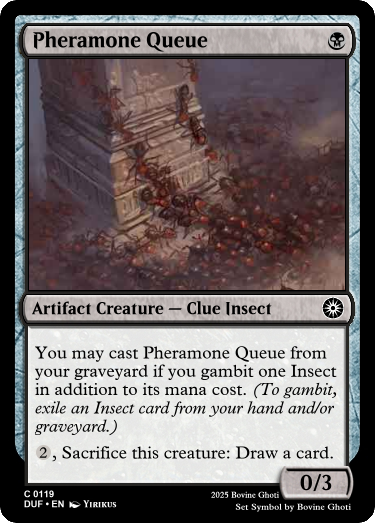 Pheramone Queue
Artifact Creature — Clue Insect
You may cast Pheramone Queue from
your graveyard if you gambit one Insect
in addition to its mana cost. (To gambit,
exile an Insect card from your hand and/or
graveyard.)
2, Sacrifice this creature: Draw a card.
0/3
C 0119
DUF • EN Yirikus
2025 Bovine Ghoti
Set Symbol by Bovine Ghoti